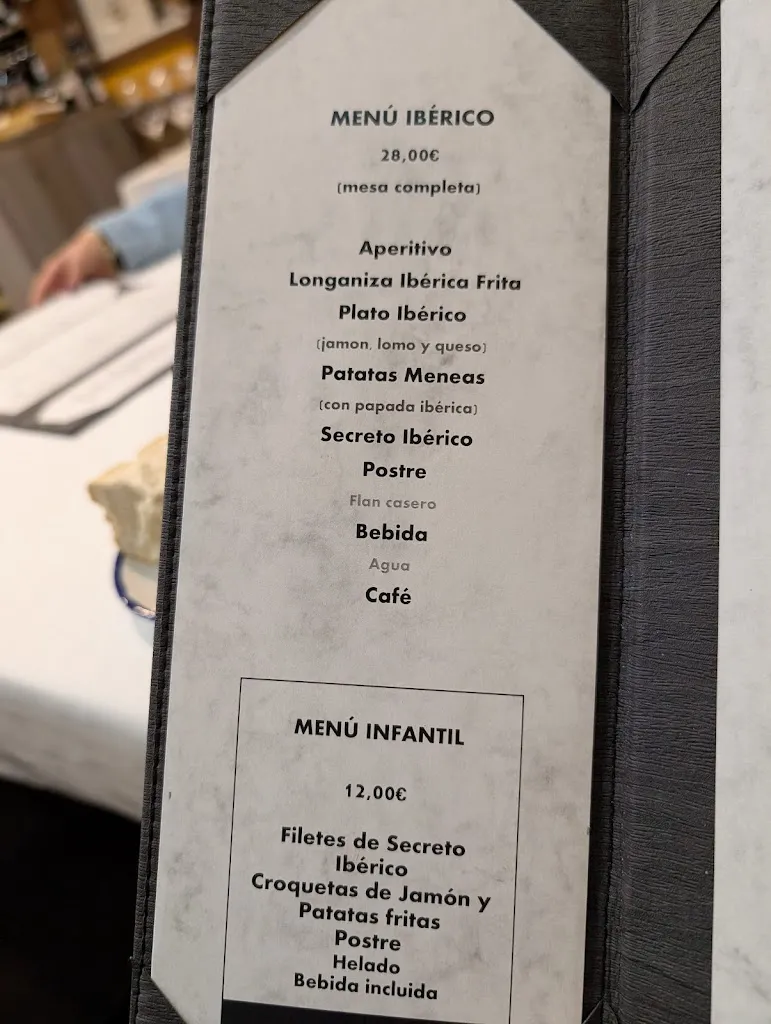 MENÚ IBÉRICO
28,00€
(mesa completa)
Aperitivo
Longaniza Ibérica Frita
Plato Ibérico
(jamon, lomo y queso)
Patatas Meneas
(con papada ibérica)
Secreto Ibérico
Postre
Flan casero
Bebida
Agua
Café
MENÚ INFANTIL
12,00€
Filetes de Secreto
Ibérico
Croquetas de Jamón y
Patatas fritas
Postre
Helado
Bebida incluida